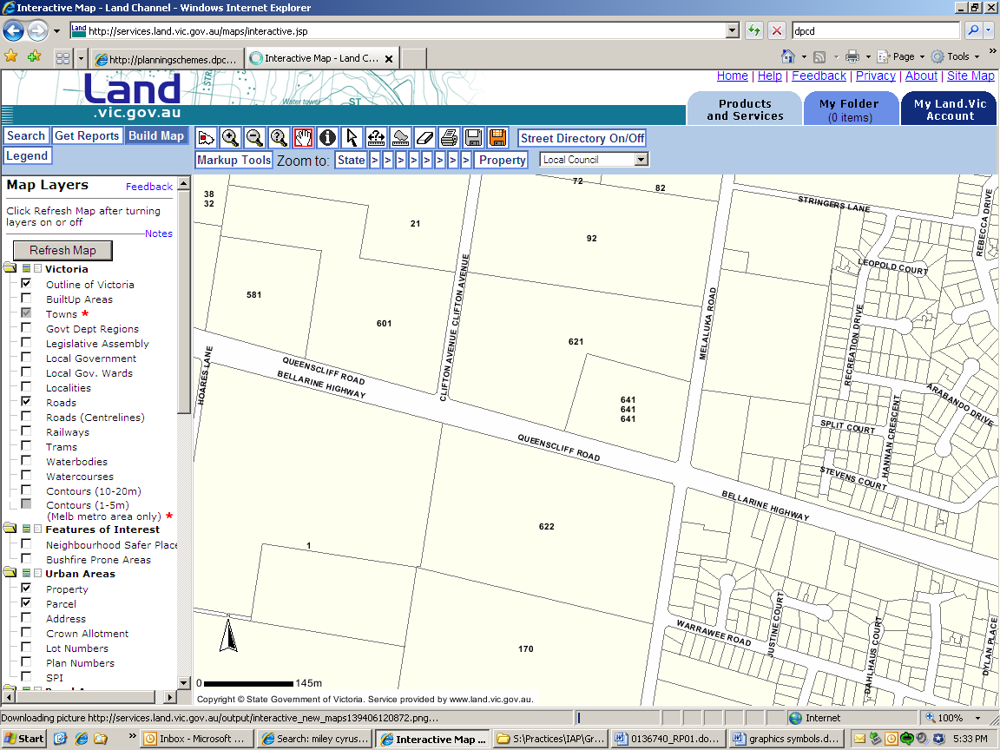 Interactive Map - Land Channel - Windows Internet Explorer
http://services.land.vic.gov.au/maps/interactive.jsp
dpcd
http://planningschemes.dpc...
Interactive Map - Land C...
Page
Tools
Land
.vic.gov.au
Home | Help | Feedback | Privacy | About | Site Map
Products and Services
My Folder
(0 items)
My Land.Vic Account
Search
Get Reports
Build Map
Legend
Street Directory On/Off
Markup Tools
Zoom to:
State
> > > > > > > >
Property
Local Council
Map Layers
Feedback
Click Refresh Map after turning
layers on or off
Notes
Refresh Map
Victoria
Outline of Victoria
BuiltUp Areas
Towns *
Govt Dept Regions
Legislative Assembly
Local Government
Local Gov. Wards
Localities
Roads
Roads (Centrelines)
Railways
Trams
Waterbodies
Watercourses
Contours (10-20m)
Contours (1-5m)
(Melb metro area only) *
Features of Interest
Neighbourhood Safer Place
Bushfire Prone Areas
Urban Areas
Property
Parcel
Address
Crown Allotment
Lot Numbers
Plan Numbers
SPI
38
32
21
72
82
92
STRINGERS LANE
REBECCA DRIVE
LEOPOLD COURT
581
601
CLIFTON AVENUE CLIFTON AVENUE
MELALUKA ROAD
RECREATION DRIVE
621
HOARES LANE
QUEENSCLIFF ROAD
BELLARINE HIGHWAY
641
641
641
ARABANDO DRIVE
SPLIT COURT
HANNAN CRESCENT
QUEENSCLIFF ROAD
STEVENS COURT
BELLARINE HIGHWAY
622
1
170
WARRAWEE ROAD
JUSTINE COURT
DAHLHAUS COURT
DYLAN PLACE
N
0 145m
Copyright © State Government of Victoria. Service provided by www.land.vic.gov.au.
Downloading picture http://services.land.vic.gov.au/output/interactive_new_maps139406120872.png...
Internet
100%
Start
Inbox - Microsoft ...
Search: miley cyrus...
Interactive Map ...
S:\Practices\IAP\Gr...
0136740_RP01.do...
graphics symbols.d...
5:33 PM